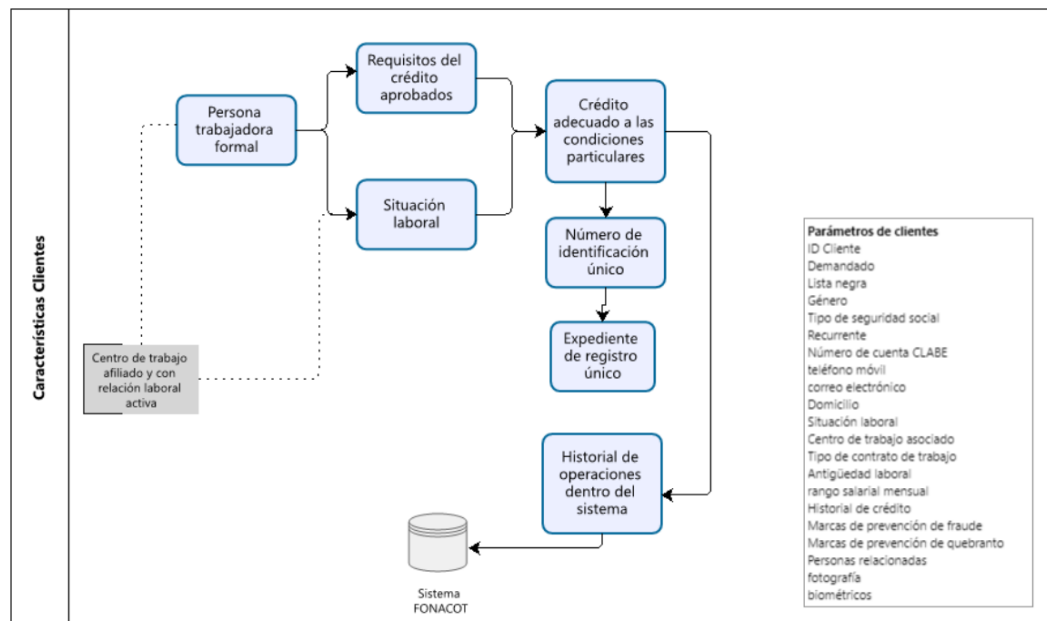 Características Clientes
Persona
trabajadora
formal
Requisitos del
crédito
aprobados
Situación
laboral
Crédito
adecuado a las
condiciones
particulares
Número de
identificación
único
Expediente
de registro
único
Centro de trabajo
afiliado y con
relación laboral
activa
Historial de
operaciones
dentro del
sistema
Sistema
FONACOT
Parámetros de clientes
ID Cliente
Demandado
Lista negra
Género
Tipo de seguridad social
Recurrente
Número de cuenta CLABE
teléfono móvil
correo electrónico
Domicilio
Situación laboral
Centro de trabajo asociado
Tipo de contrato de trabajo
Antigüedad laboral
rango salarial mensual
Historial de crédito
Marcas de prevención de fraude
Marcas de prevención de quebranto
Personas relacionadas
fotografía
biométricos